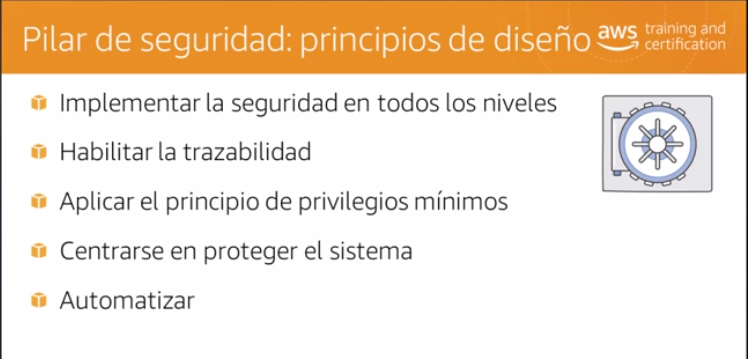 Pilar de seguridad: principios de diseño
aws training and
certification
Implementar la seguridad en todos los niveles
Habilitar la trazabilidad
Aplicar el principio de privilegios mínimos
Centrarse en proteger el sistema
Automatizar